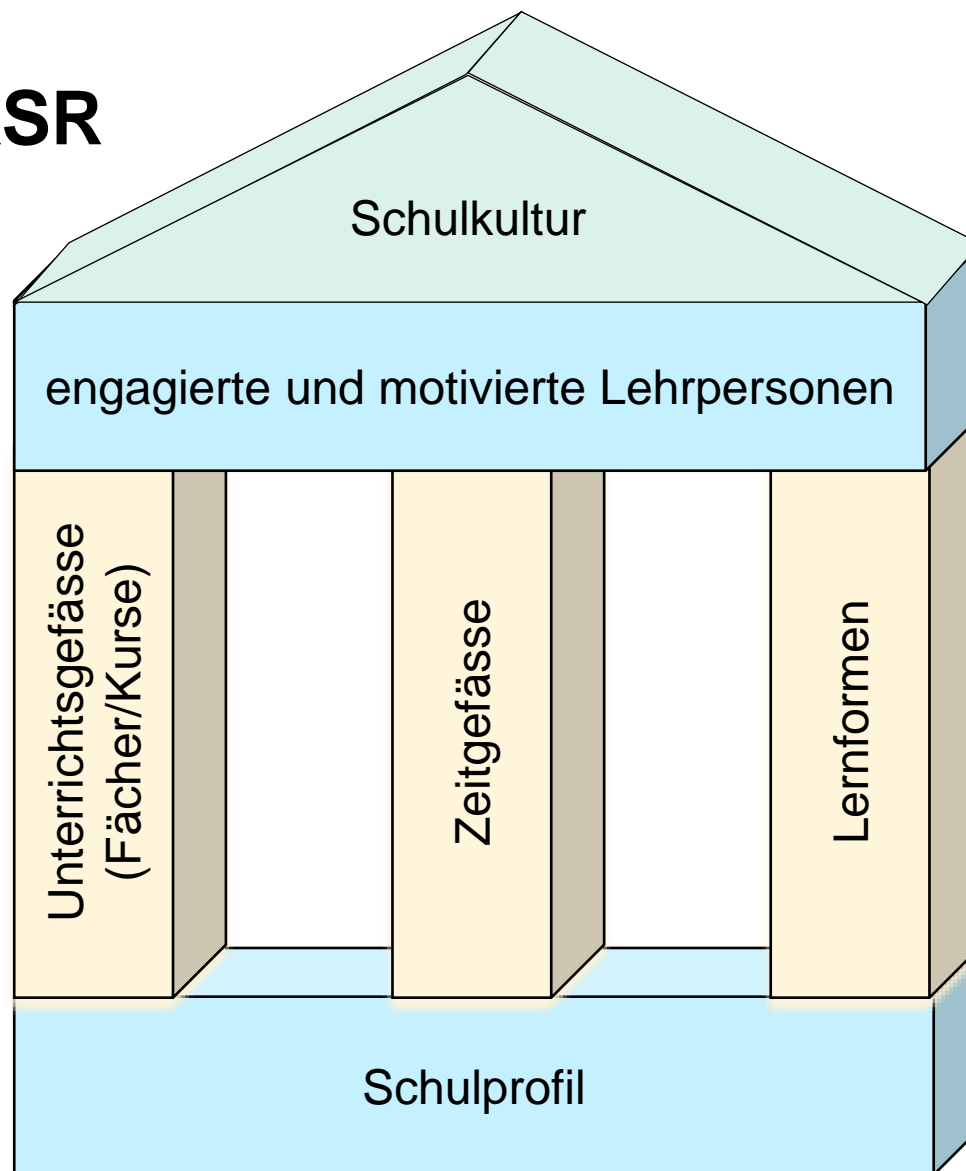 SR
Schulkultur
engagierte und motivierte Lehrpersonen
Unterrichtsgefässe
(Fächer/Kurse)
Zeitgefässe
Lernformen
Schulprofil